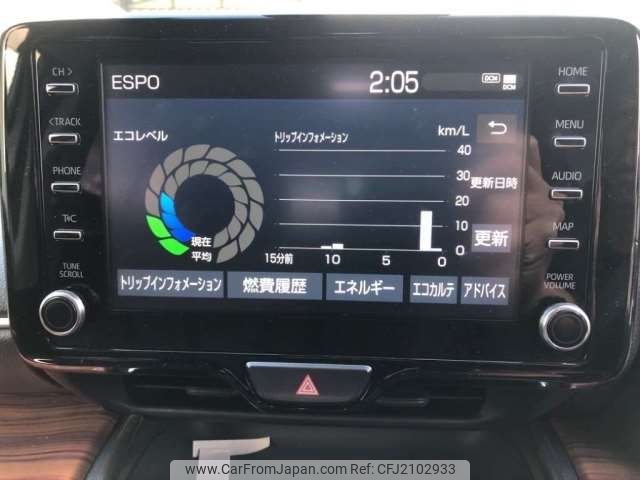 CH >
<TRACK
PHONE
T&C
TUNE
SCROLL
ESPO
2:05
DCM
DCM
HOME
MENU
AUDIO
MAP
POWER
VOLUME
エコレベル
現在
平均
トリップインフォメーション
km/L
40
30
20
10
0
15分前
10
5
0
更新日時
更新
トリップインフォメーション
燃費履歴
エネルギー
エコカルテ
アドバイス
www.CarFromJapan.com - CFJ2102933